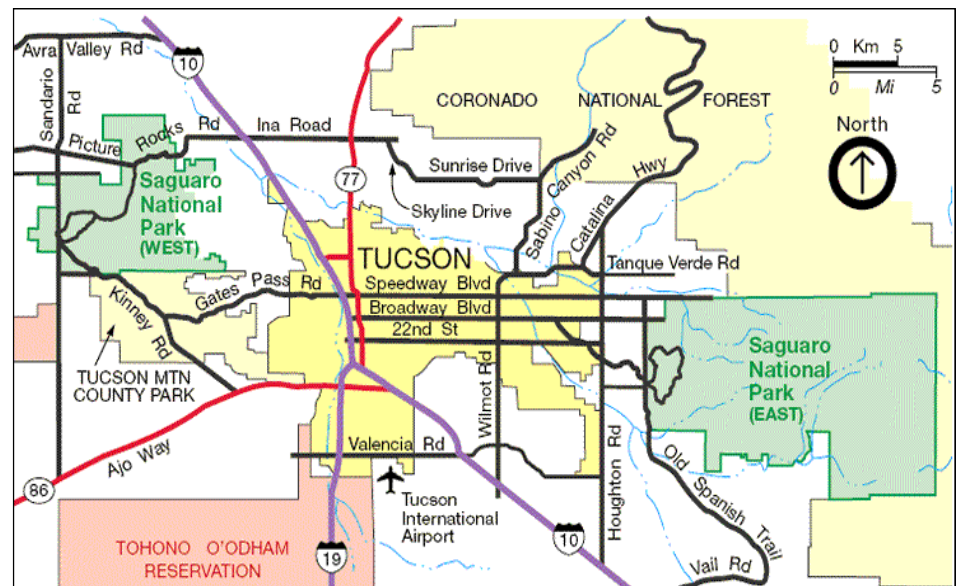 Avra Valley Rd
10
0 Km 5
0 Mi 5
CORONADO NATIONAL FOREST
Sandario
Rd
North
Picture Rocks Rd
Ina Road
Sunrise Drive
Sabino Canyon Rd
Catalina Hwy
77
Skyline Drive
Saguaro
National
Park
(WEST)
TUCSON
Tanque Verde Rd
Gates Pass Rd
Speedway Blvd
Broadway Blvd
22nd St
Kinney Rd
TUCSON MTN
COUNTY PARK
Saguaro
National
Park
(EAST)
Wilmot Rd
Ajo Way
Valencia Rd
Houghton Rd
Old Spanish Trail
86
Tucson
International
Airport
TOHONO O'ODHAM
RESERVATION
19
10
Vail Rd